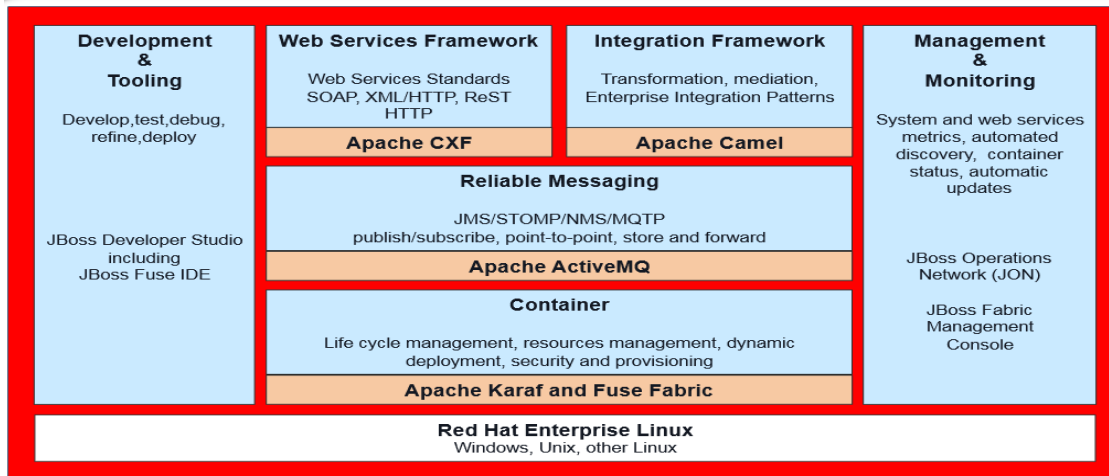 Development
&
Tooling
Develop,test,debug,
refine,deploy
JBoss Developer Studio
including
JBoss Fuse IDE
Web Services Framework
Web Services Standards
SOAP, XML/HTTP, ReST
HTTP
Apache CXF
Integration Framework
Transformation, mediation,
Enterprise Integration Patterns
Apache Camel
Reliable Messaging
JMS/STOMP/NMS/MQTP
publish/subscribe, point-to-point, store and forward
Apache ActiveMQ
Container
Life cycle management, resources management, dynamic
deployment, security and provisioning
Apache Karaf and Fuse Fabric
Management
&
Monitoring
System and web services
metrics, automated
discovery, container
status, automatic
updates
JBoss Operations
Network (JON)
JBoss Fabric
Management
Console
Red Hat Enterprise Linux
Windows, Unix, other Linux